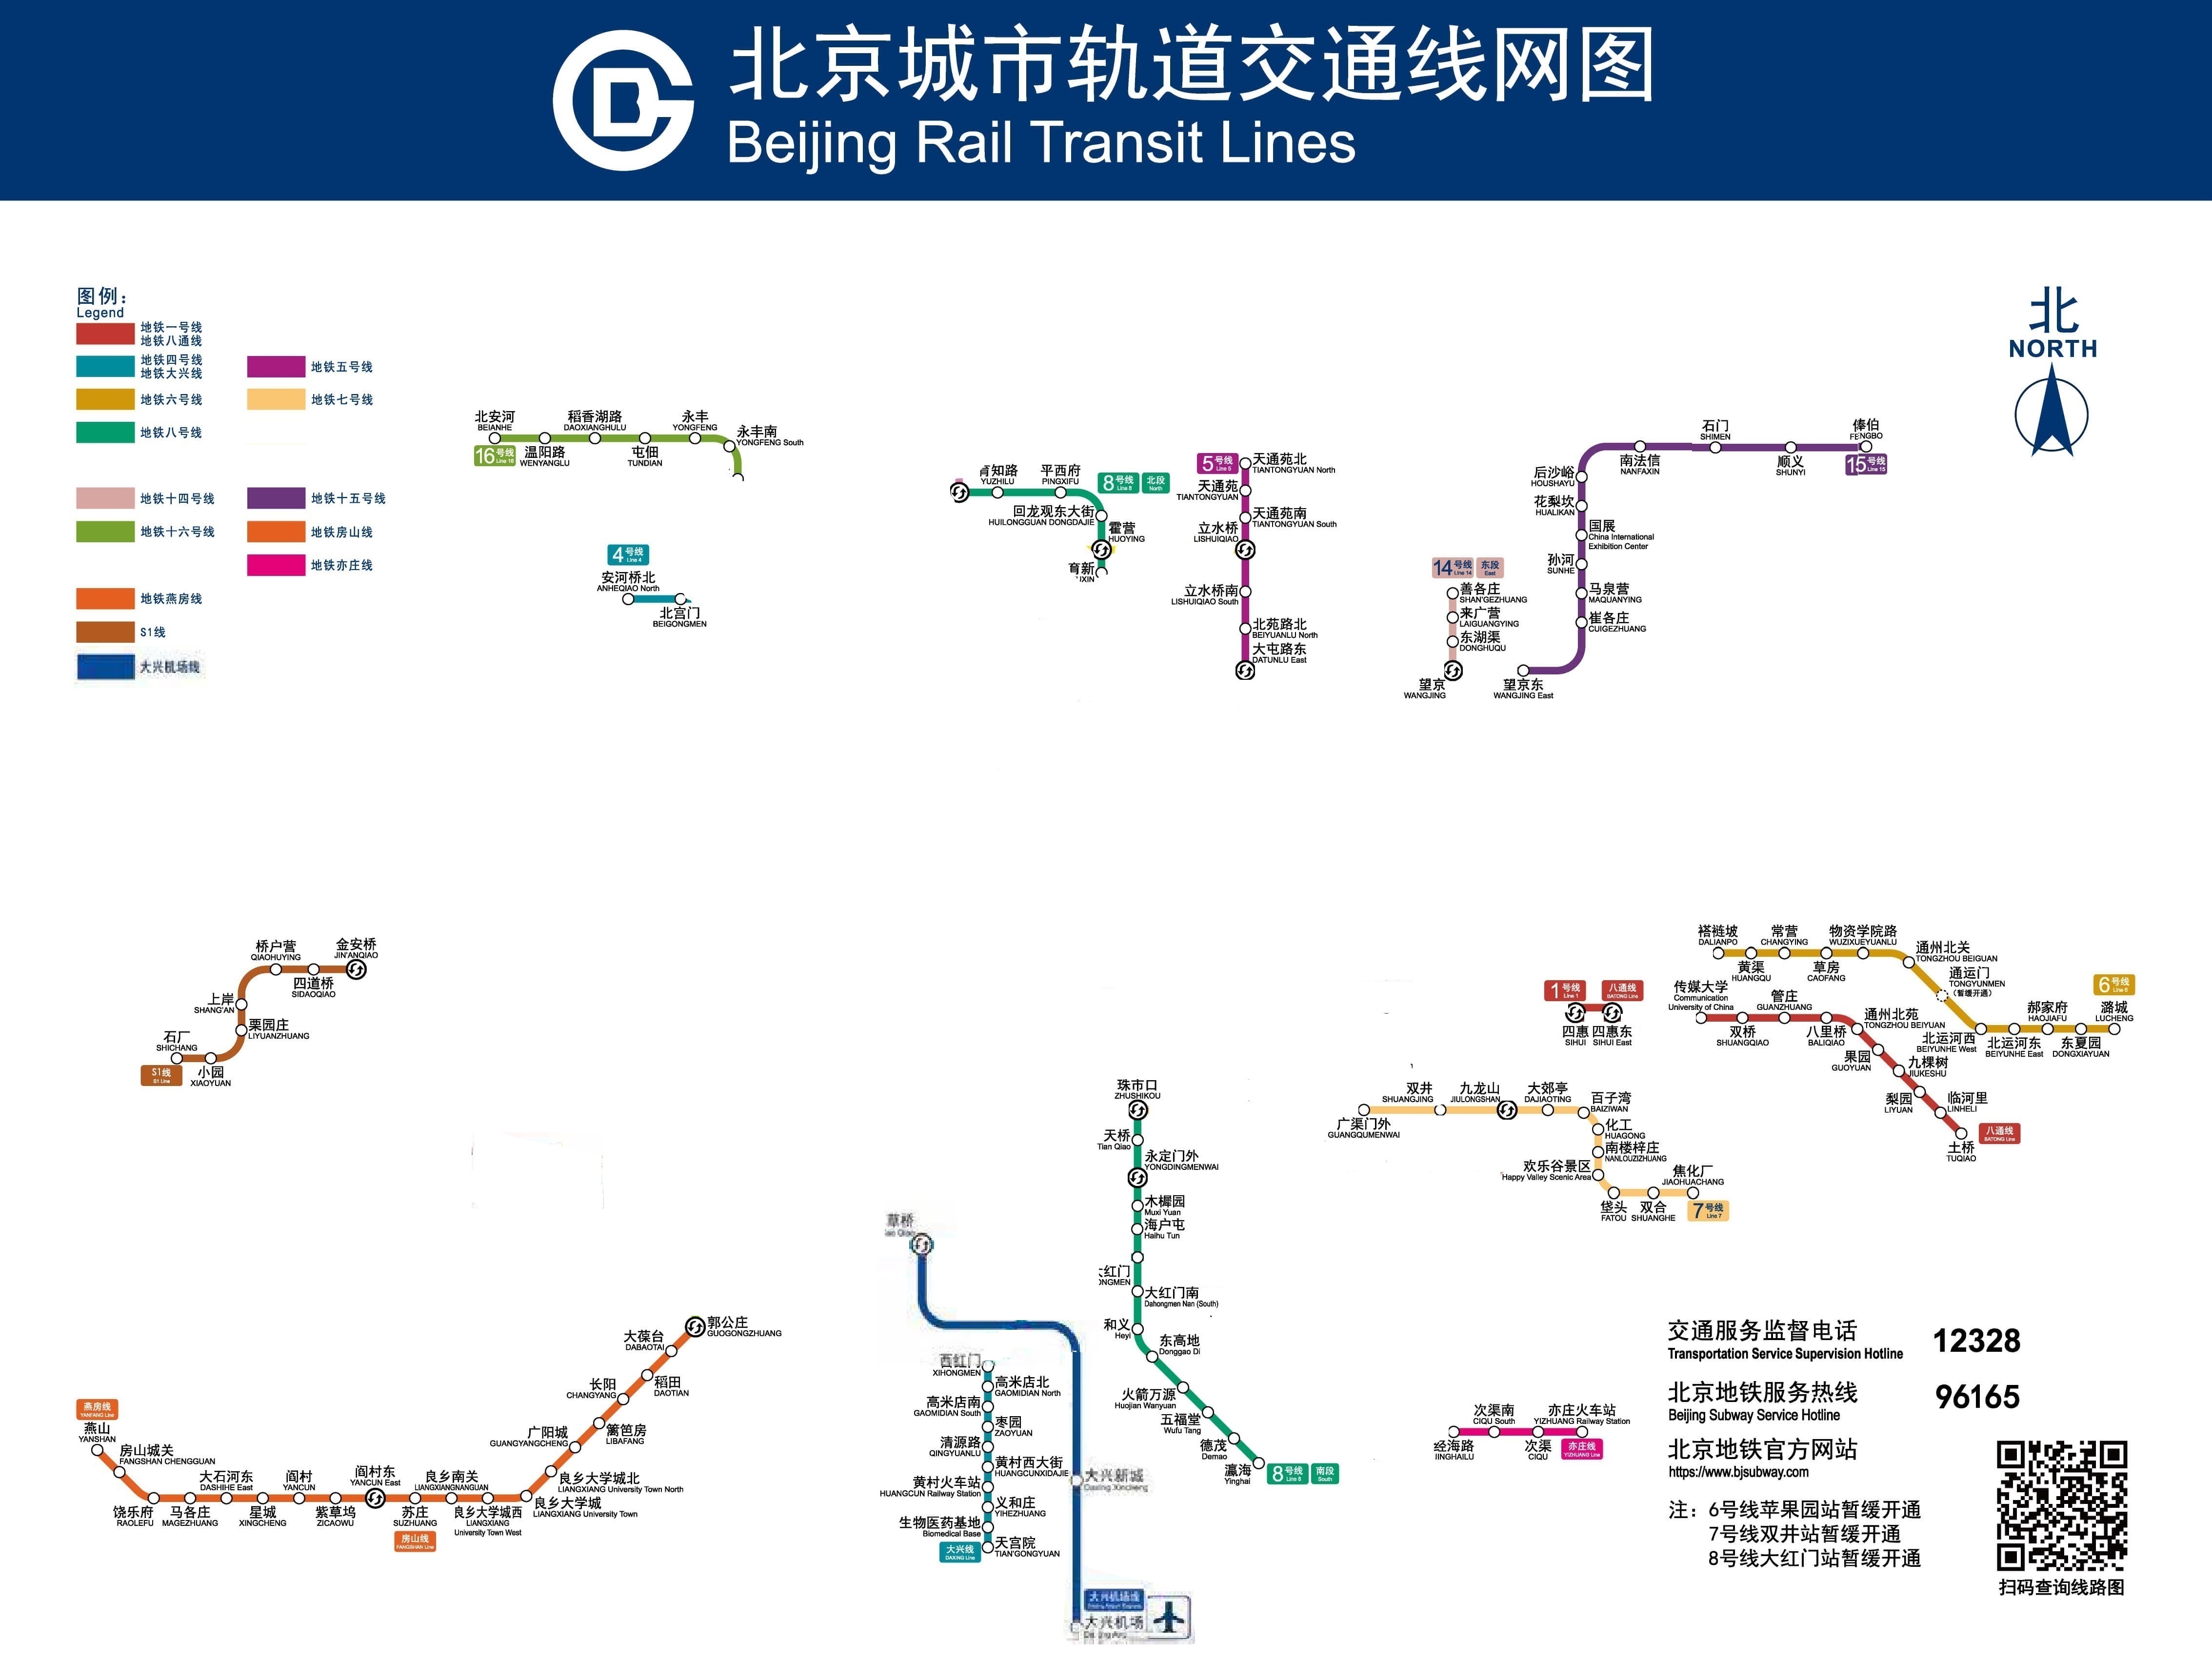 北京城市轨道交通线网图
Beijing Rail Transit Lines
图例：
Legend
地铁一号线
地铁八通线
地铁四号线
地铁大兴线
地铁五号线
地铁六号线
地铁七号线
地铁八号线
地铁十四号线
地铁十五号线
地铁十六号线
地铁房山线
地铁亦庄线
地铁燕房线
S1线
大兴机场线
北
NORTH
北安河
BEIANHE
16号线
Line 16
温阳路
WENYANGLU
稻香湖路
DAOXIANGHULU
屯佃
TUNDIAN
永丰
YONGFENG
永丰南
YONGFENG South
4号线
Line 4
安河桥北
ANHEQIAO North
北宫门
BEIGONGMEN
育知路
YUZHILU
平西府
PINGXIFU
8号线
Line 8
北段
North
回龙观东大街
HUILONGGUAN DONGDAJIE
霍营
HUOYING
育新
IXIN
5号线
Line 5
天通苑北
TIANTONGYUAN North
天通苑
TIANTONGYUAN
天通苑南
TIANTONGYUAN South
立水桥
LISHUIQIAO
立水桥南
LISHUIQIAO South
北苑路北
BEIYUANLU North
大屯路东
DATUNLU East
14号线
Line 14
东段
East
善各庄
SHAN'GEZHUANG
来广营
LAIGUANGYING
东湖渠
DONGHUQU
望京
WANGJING
石门
SHIMEN
俸伯
FENGBO
15号线
Line 15
南法信
NANFAXIN
顺义
SHUNYI
后沙峪
HOUSHAYU
花梨坎
HUALIKAN
国展
China International
Exhibition Center
孙河
SUNHE
马泉营
MAQUANYING
崔各庄
CUIGEZHUANG
望京东
WANGJING East
桥户营
QIAOHUYING
金安桥
JIN'ANQIAO
四道桥
SIDAOQIAO
上岸
SHANG'AN
栗园庄
LIYUANZHUANG
石厂
SHICHANG
S1线
S1 Line
小园
XIAOYUAN
1号线
Line 1
八通线
BATONG Line
四惠
SIHUI
四惠东
SIHUI East
褡裢坡
DALIANPO
黄渠
HUANGQU
常营
CHANGYING
草房
CAOFANG
物资学院路
WUZIXUEYUANLU
通州北关
TONGZHOU BEIGUAN
通运门
TONGYUNMEN
（暂缓开通）
6号线
Line 6
北运河西
BEIYUNHE West
北运河东
BEIYUNHE East
郝家府
HAOJIAFU
东夏园
DONGXIAYUAN
潞城
LUCHENG
传媒大学
Communication
University of China
双桥
SHUANGQIAO
管庄
GUANZHUANG
八里桥
BALIQIAO
通州北苑
TONGZHOU BEIYUAN
果园
GUOYUAN
九棵树
JIUKESHU
梨园
LIYUAN
临河里
LINHELI
土桥
TUQIAO
八通线
BATONG Line
广渠门外
GUANGQUMENWAI
双井
SHUANGJING
九龙山
JIULONGSHAN
大郊亭
DAJIAOTING
百子湾
BAIZIWAN
化工
HUAGONG
南楼梓庄
NANLOUZIZHUANG
欢乐谷景区
Happy Valley Scenic Area
垡头
FATOU
双合
SHUANGHE
焦化厂
JIAOHUACHANG
7号线
Line 7
珠市口
ZHUSHIKOU
天桥
Tian Qiao
永定门外
YONGDINGMENWAI
木樨园
Muxi Yuan
海户屯
Haihu Tun
大红门
ONGMEN
大红门南
Dahongmen Nan (South)
和义
Heyi
东高地
Donggao Di
火箭万源
Huojian Wanyuan
五福堂
Wufu Tang
德茂
Demao
瀛海
Yinghai
8号线
Line 8
南段
South
草桥
ao Qiao
西红门
XIHONGMEN
高米店北
GAOMIDIAN North
高米店南
GAOMIDIAN South
枣园
ZAOYUAN
清源路
QINGYUANLU
黄村西大街
HUANGCUNXIDAJIE
黄村火车站
HUANGCUN Railway Station
义和庄
YIHEZHUANG
生物医药基地
Biomedical Base
天宫院
TIAN'GONGYUAN
大兴线
DAXING Line
大兴新城
Daxing Xincheng
大兴机场线
大兴机场
郭公庄
GUOGONGZHUANG
大葆台
DABAOTAI
稻田
DAOTIAN
长阳
CHANGYANG
篱笆房
LIBAFANG
广阳城
GUANGYANGCHENG
良乡大学城北
LIANGXIANG University Town North
良乡大学城
LIANGXIANG University Town
良乡大学城西
LIANGXIANG
University Town West
良乡南关
LIANGXIANGNANGUAN
苏庄
SUZHUANG
房山线
FANGSHAN Line
阎村东
YANCUN East
紫草坞
ZICAOWU
阎村
YANCUN
星城
XINGCHENG
大石河东
DASHIHE East
马各庄
MAGEZHUANG
饶乐府
RAOLEFU
房山城关
FANGSHAN CHENGGUAN
燕房线
YANFANG Line
燕山
YANSHAN
经海路
JINGHAILU
次渠南
CIQU South
次渠
CIQU
亦庄火车站
YIZHUANG Railway Station
亦庄线
YIZHUANG Line
交通服务监督电话 12328
Transportation Service Supervision Hotline
北京地铁服务热线 96165
Beijing Subway Service Hotline
北京地铁官方网站
https://www.bjsubway.com
注：6号线苹果园站暂缓开通
7号线双井站暂缓开通
8号线大红门站暂缓开通
扫码查询线路图